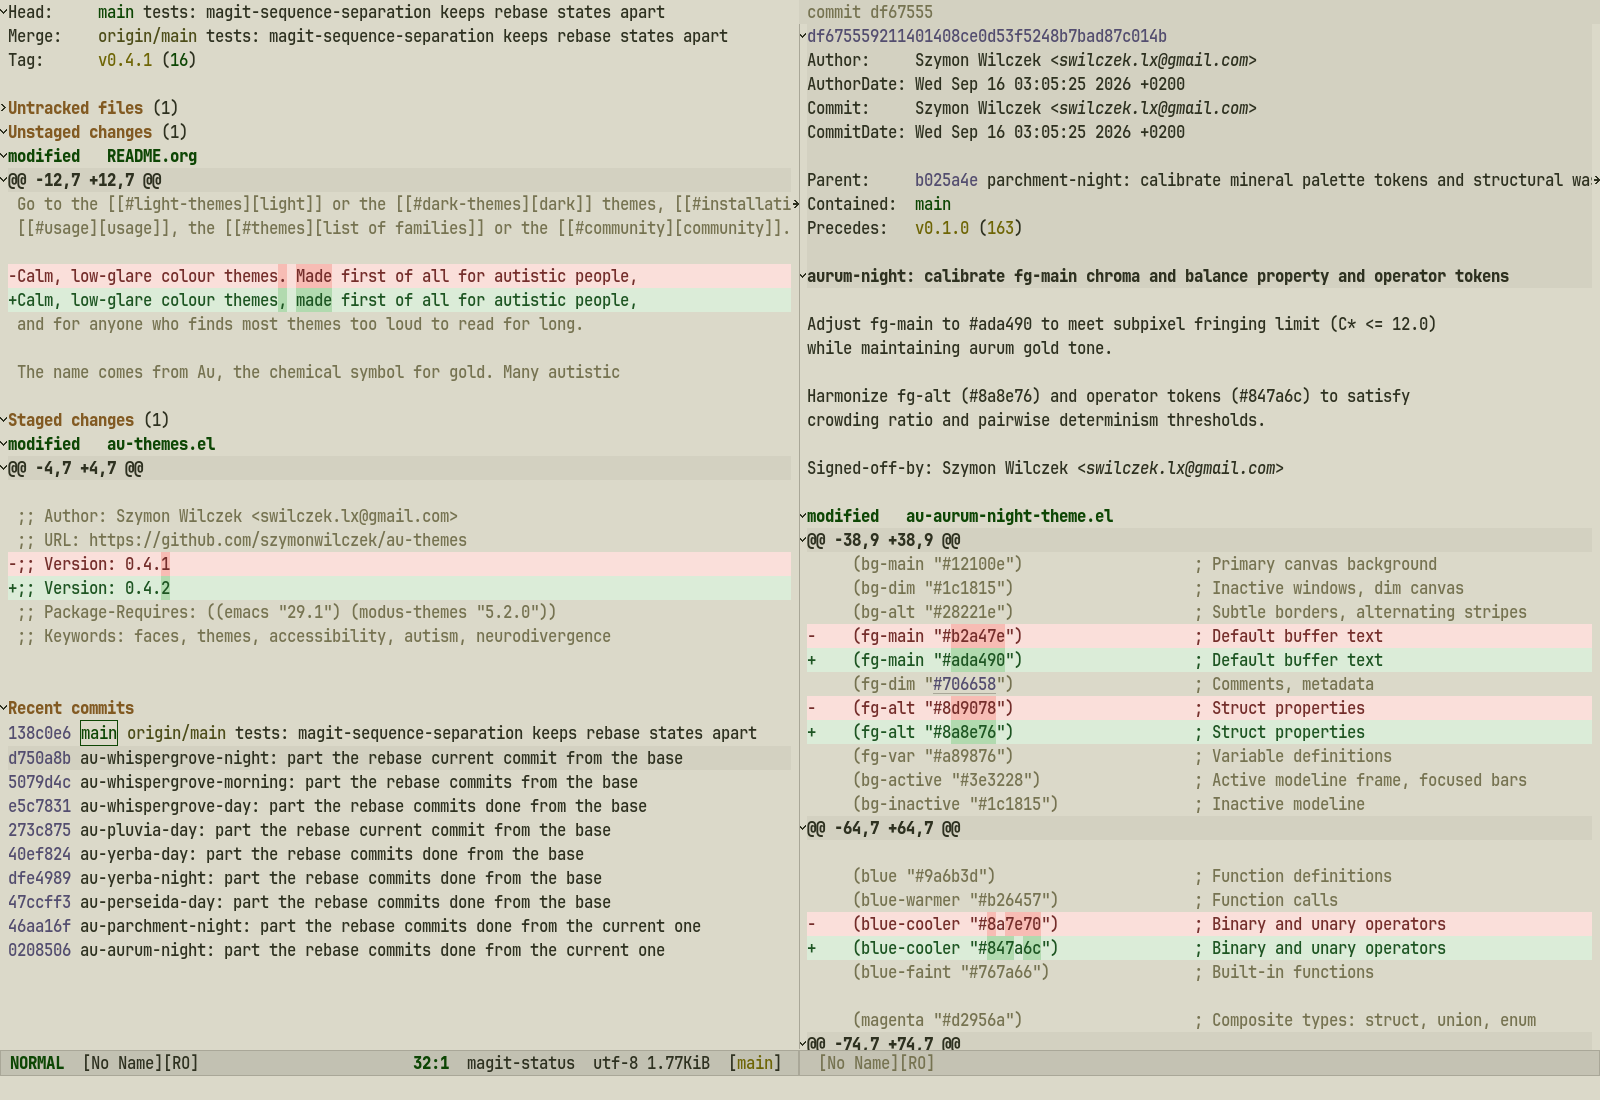 Head:     main tests: magit-sequence-separation keeps rebase states apart
Merge:    origin/main tests: magit-sequence-separation keeps rebase states apart
Tag:      v0.4.1 (16)
Untracked files (1)
Unstaged changes (1)
modified   README.org
@@ -12,7 +12,7 @@
Go to the [[#light-themes][light]] or the [[#dark-themes][dark]] themes, [[#installati
[[#usage][usage]], the [[#themes][list of families]] or the [[#community][community]].
-Calm, low-glare colour themes. Made first of all for autistic people,
+Calm, low-glare colour themes, made first of all for autistic people,
and for anyone who finds most themes too loud to read for long.
The name comes from Au, the chemical symbol for gold. Many autistic
Staged changes (1)
modified   au-themes.el
@@ -4,7 +4,7 @@
;; Author: Szymon Wilczek <swilczek.lx@gmail.com>
;; URL: https://github.com/szymonwilczek/au-themes
-;; Version: 0.4.1
+;; Version: 0.4.2
;; Package-Requires: ((emacs "29.1") (modus-themes "5.2.0"))
;; Keywords: faces, themes, accessibility, autism, neurodivergence
Recent commits
138c0e6 main origin/main tests: magit-sequence-separation keeps rebase states apart
d750a8b au-whispergrove-night: part the rebase current commit from the base
5079d4c au-whispergrove-morning: part the rebase commits from the base
e5c7831 au-whispergrove-day: part the rebase commits done from the base
273c875 au-pluvia-day: part the rebase current commit from the base
40ef824 au-yerba-day: part the rebase commits done from the base
dfe4989 au-yerba-night: part the rebase commits done from the base
47ccff3 au-perseida-day: part the rebase commits done from the base
46aa16f au-parchment-night: part the rebase commits done from the current one
0208506 au-aurum-night: part the rebase commits done from the current one
NORMAL  [No Name][RO]  32:1  magit-status  utf-8 1.77KiB  [main]
commit df67555
df675559211401408ce0d53f5248b7bad87c014b
Author:     Szymon Wilczek <swilczek.lx@gmail.com>
AuthorDate: Wed Sep 16 03:05:25 2026 +0200
Commit:     Szymon Wilczek <swilczek.lx@gmail.com>
CommitDate: Wed Sep 16 03:05:25 2026 +0200
Parent:     b025a4e parchment-night: calibrate mineral palette tokens and structural wa
Contained:  main
Precedes:   v0.1.0 (163)
aurum-night: calibrate fg-main chroma and balance property and operator tokens
Adjust fg-main to #ada490 to meet subpixel fringing limit (C* <= 12.0)
while maintaining aurum gold tone.
Harmonize fg-alt (#8a8e76) and operator tokens (#847a6c) to satisfy
crowding ratio and pairwise determinism thresholds.
Signed-off-by: Szymon Wilczek <swilczek.lx@gmail.com>
modified   au-aurum-night-theme.el
@@ -38,9 +38,9 @@
(bg-main "#12100e")                   ; Primary canvas background
(bg-dim "#1c1815")                    ; Inactive windows, dim canvas
(bg-alt "#28221e")                    ; Subtle borders, alternating stripes
-    (fg-main "#b2a47e")                   ; Default buffer text
+    (fg-main "#ada490")                   ; Default buffer text
(fg-dim "#706658")                    ; Comments, metadata
-    (fg-alt "#8d9078")                    ; Struct properties
+    (fg-alt "#8a8e76")                    ; Struct properties
(fg-var "#a89876")                    ; Variable definitions
(bg-active "#3e3228")                 ; Active modeline frame, focused bars
(bg-inactive "#1c1815")               ; Inactive modeline
@@ -64,7 +64,7 @@
(blue "#9a6b3d")                      ; Function definitions
(blue-warmer "#b26457")               ; Function calls
-    (blue-cooler "#8a7e70")               ; Binary and unary operators
+    (blue-cooler "#847a6c")               ; Binary and unary operators
(blue-faint "#767a66")                ; Built-in functions
(magenta "#d2956a")                   ; Composite types: struct, union, enum
@@ -74,7 +74,7 @@
[No Name][RO]